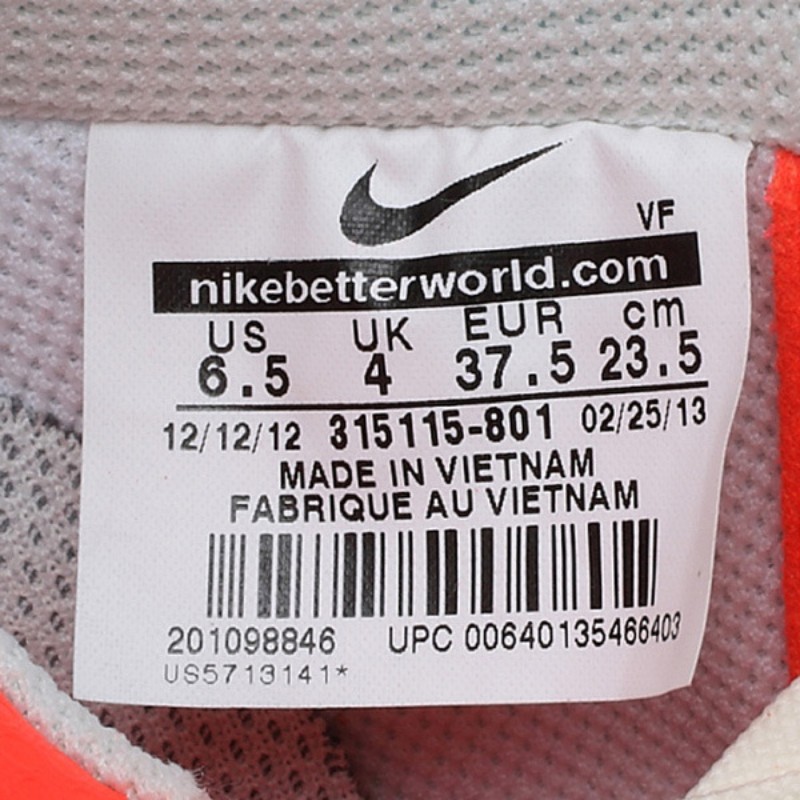 VF
nikebetterworld.com
US UK EUR cm
6.5 4 37.5 23.5
12/12/12 315115-801 02/25/13
MADE IN VIETNAM
FABRIQUE AU VIETNAM
201098846 UPC 00640135466403
US5713141*